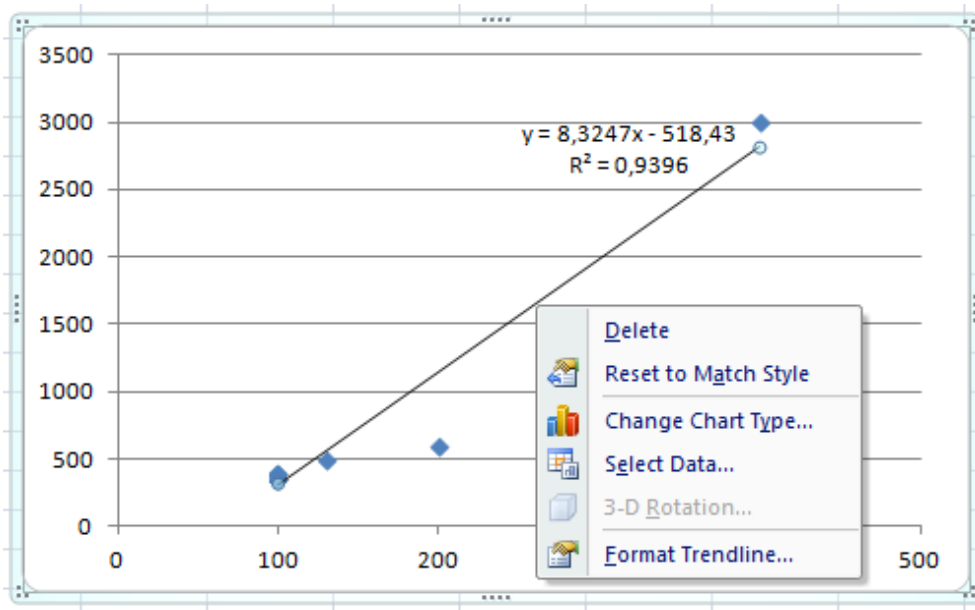 3500
3000
y = 8,3247x - 518,43
R² = 0,9396
2500
2000
1500
Delete
Reset to Match Style
1000
Change Chart Type...
500
Select Data...
3-D Rotation...
0
Format Trendline...
0 100 200 500